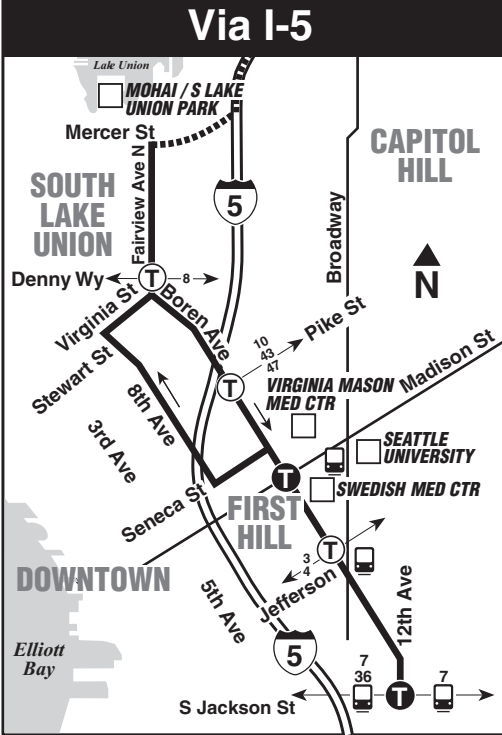 Via I-5
Lake Union
MOHAI / S LAKE
UNION PARK
Mercer St
CAPITOL
HILL
SOUTH
LAKE
UNION
Fairview Ave N
5
Broadway
Denny Wy
T
8
N
Virginia St
Boren Ave
Stewart St
10
43
47
Pike St
T
Madison St
VIRGINIA MASON
MED CTR
8th Ave
3rd Ave
SEATTLE
UNIVERSITY
T
SWEDISH MED CTR
Seneca St
FIRST
HILL
T
3
4
DOWNTOWN
Jefferson
5th Ave
12th Ave
Elliott
Bay
5
7
36
7
T
S Jackson St